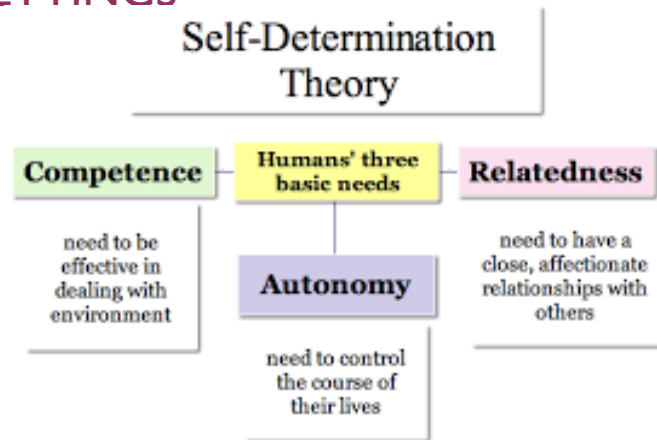 Self-Determination
Theory
Competence
Humans' three
basic needs
Relatedness
need to be
effective in
dealing with
environment
Autonomy
need to have a
close, affectionate
relationships with
others
need to control
the course of
their lives